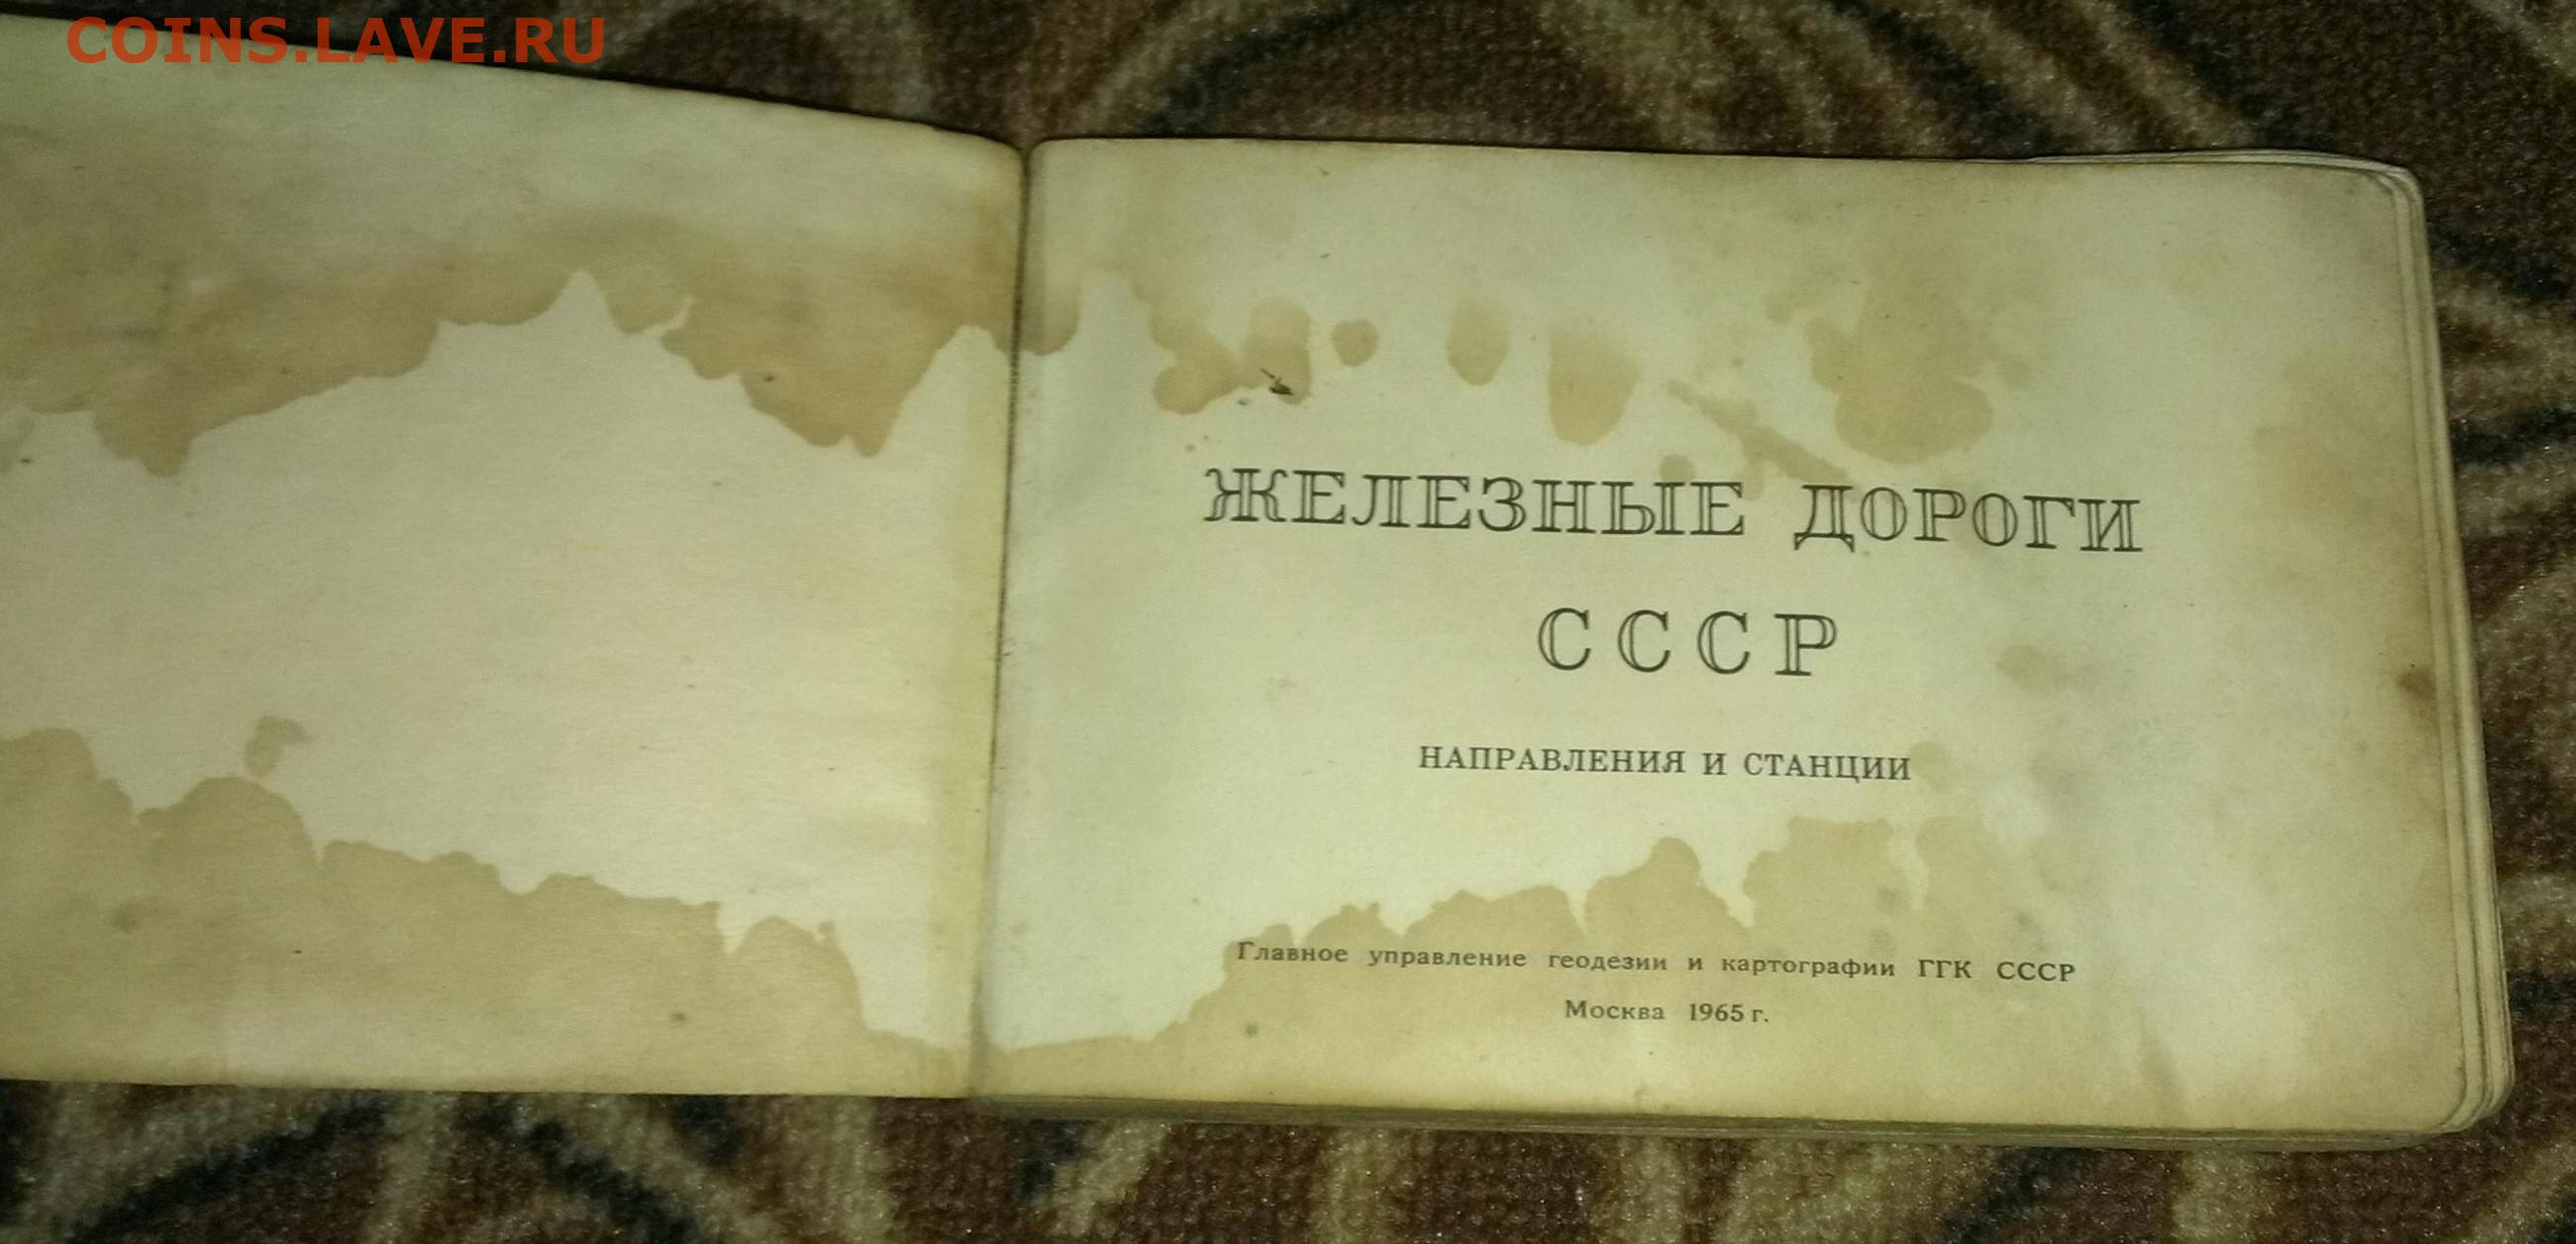 COINS.LAVE.RU
ЖЕЛЕЗНЫЕ ДОРОГИ
СССР
НАПРАВЛЕНИЯ И СТАНЦИИ
Главное управление геодезии и картографии ГГК СССР
Москва 1965 г.